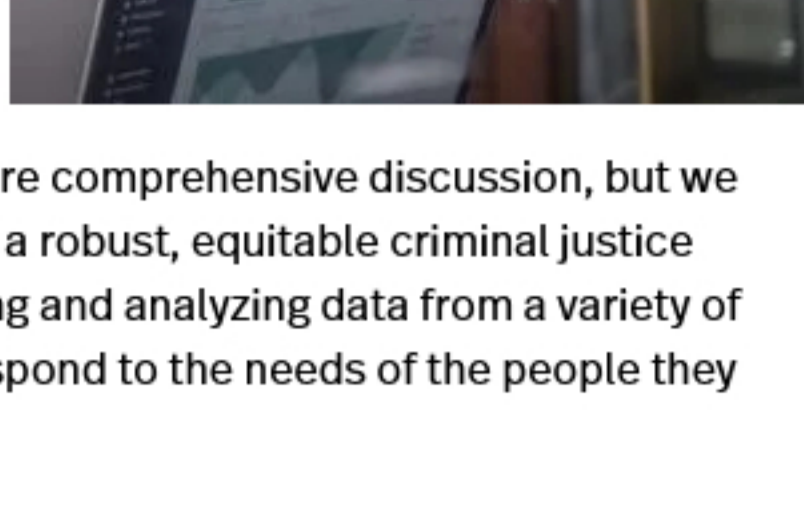 re comprehensive discussion, but we
a robust, equitable criminal justice
ng and analyzing data from a variety of
spond to the needs of the people they